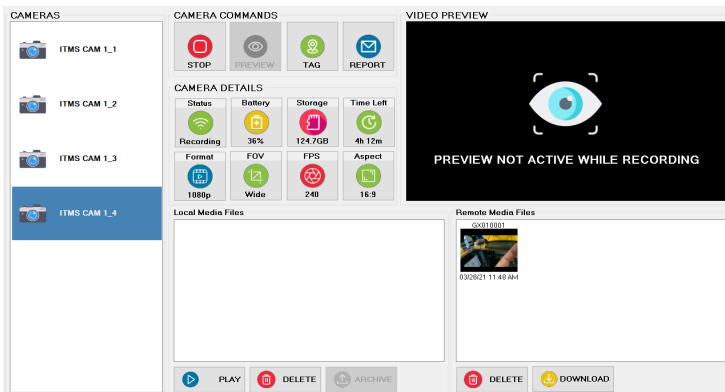 CAMERAS
ITMS CAM 1_1
ITMS CAM 1_2
ITMS CAM 1_3
ITMS CAM 1_4
CAMERA COMMANDS
STOP
PREVIEW
TAG
REPORT
CAMERA DETAILS
Status
Battery
Storage
Time Left
Recording
36%
124.7GB
4h 12m
Format
FOV
FPS
Aspect
1080p
Wide
240
16:9
VIDEO PREVIEW
PREVIEW NOT ACTIVE WHILE RECORDING
Local Media Files
PLAY
DELETE
ARCHIVE
Remote Media Files
GX010001
03/28/21 11:48 AM
DELETE
DOWNLOAD